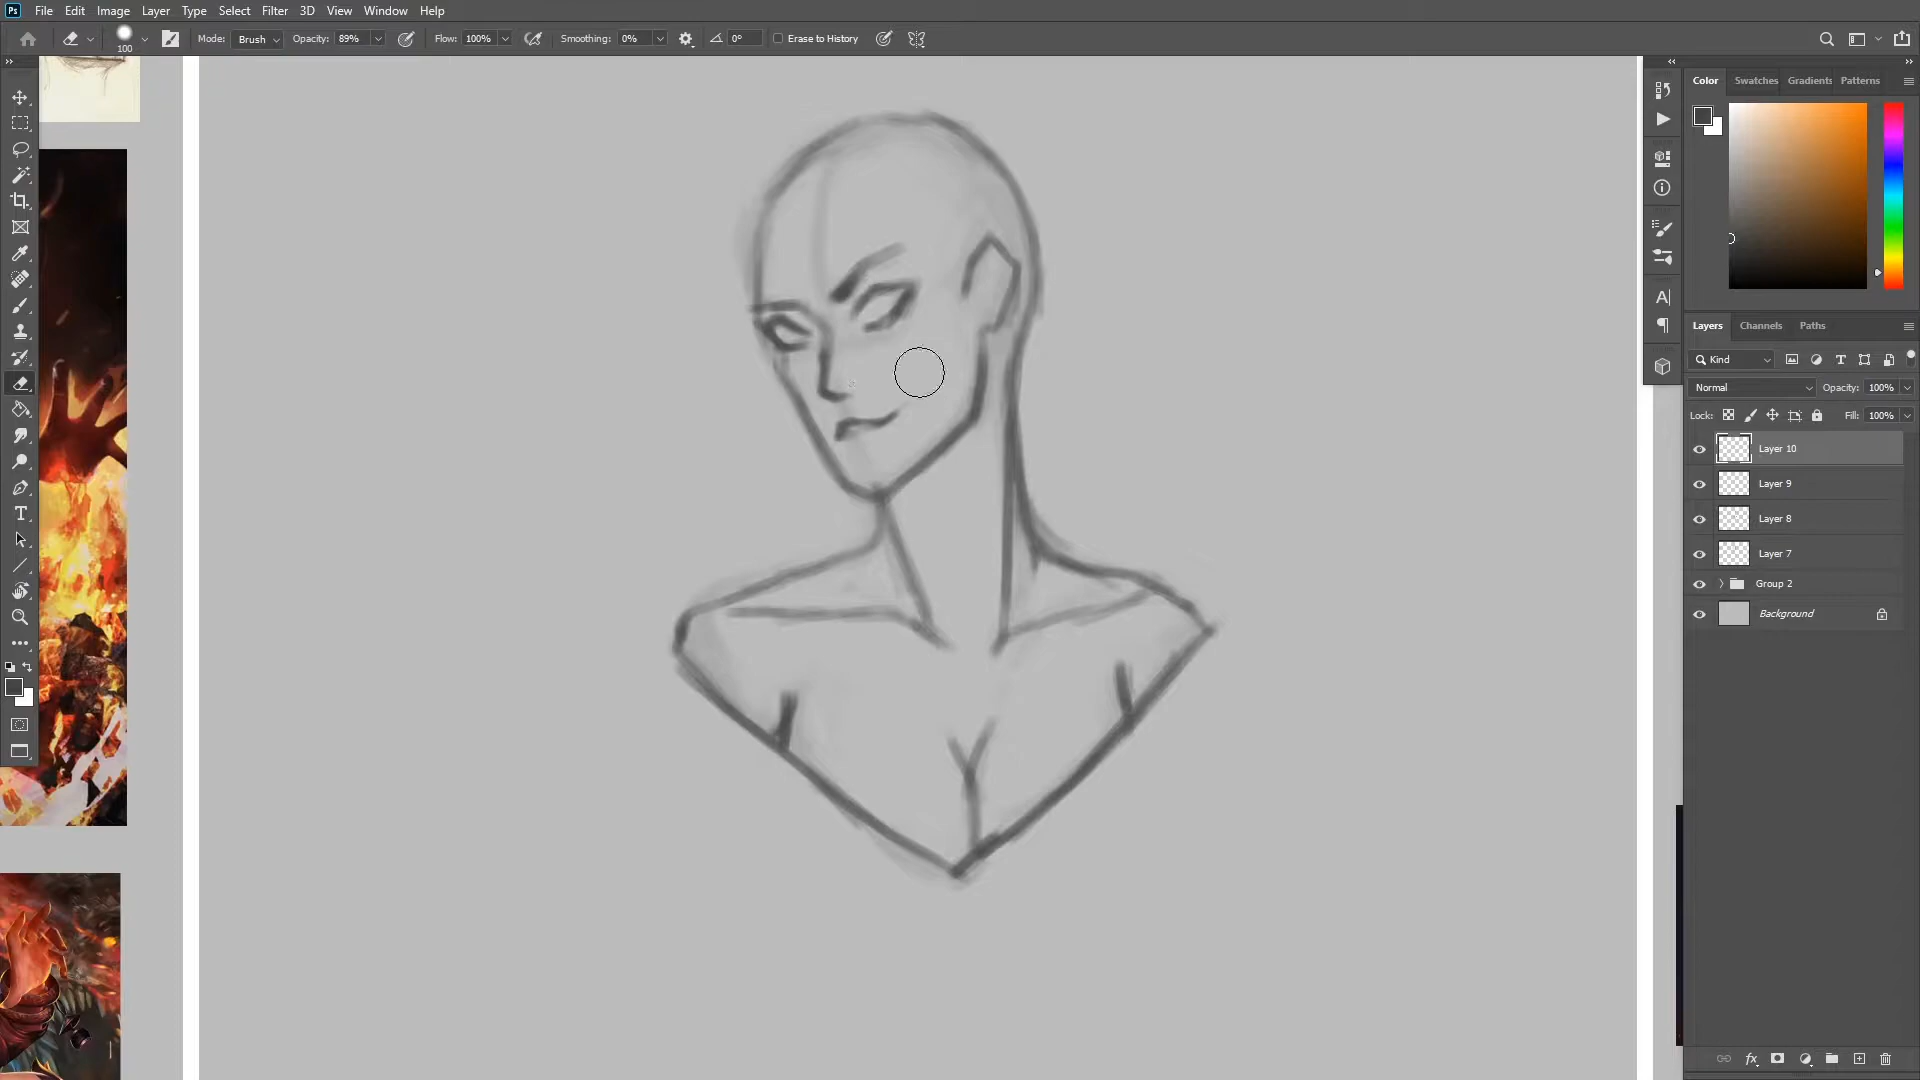 Ps File Edit Image Layer Type Select Filter 3D View Window Help
100 Mode: Brush Opacity: 89% Flow: 100% Smoothing: 0% 0° Erase to History
Color Swatches Gradients Patterns
Layers Channels Paths
Kind
Normal Opacity: 100%
Lock: Fill: 100%
Layer 10
Layer 9
Layer 8
Layer 7
Group 2
Background